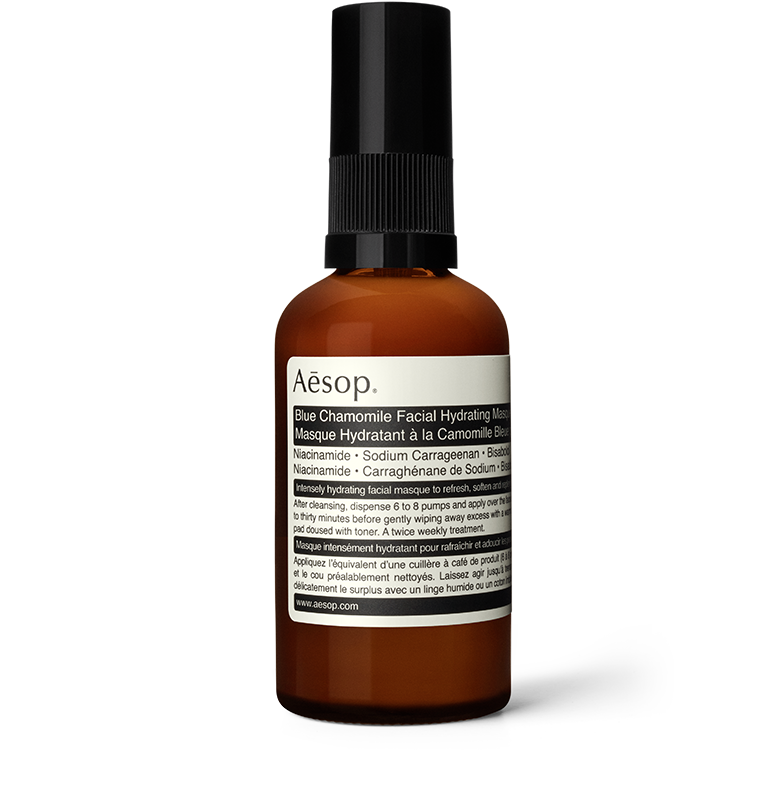 Aēsop®
Blue Chamomile Facial Hydrating
Masque Hydratant à la Camomille Bleue
Niacinamide • Sodium Carrageenan •
Niacinamide • Carraghénane de Sodium •
Intensely hydrating facial masque to refresh, soften and
After cleansing, dispense 6 to 8 pumps and apply over the
to thirty minutes before gently wiping away excess with a
pad doused with toner. A twice weekly treatment.
Masque intensément hydratant pour rafraîchir et adoucir
Appliquez l'équivalent d'une cuillère à café de produit
et le cou préalablement nettoyés. Laissez agir jusqu'à
délicatement le surplus avec un linge humide ou un coton
www.aesop.com